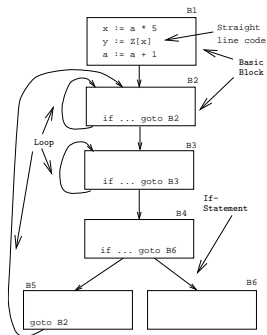 B1
x := a * 5
y := Z[x]
a := a + 1
Straight
line code
Basic
Block
B2
if ... goto B2
Loop
B3
if ... goto B3
B4
if ... goto B6
If-
Statement
B5
goto B2
B6